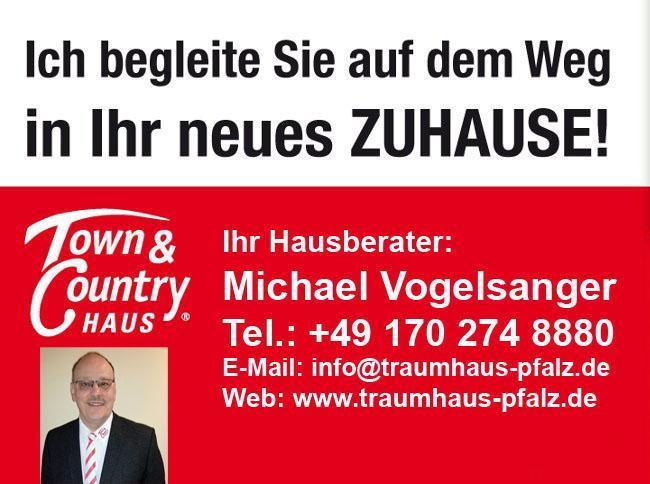 Ich begleite Sie auf dem Weg
in Ihr neues ZUHAUSE!
Town &
Country
HAUS ®
Ihr Hausberater:
Michael Vogelsanger
Tel.: +49 170 274 8880
E-Mail: info@traumhaus-pfalz.de
Web: www.traumhaus-pfalz.de